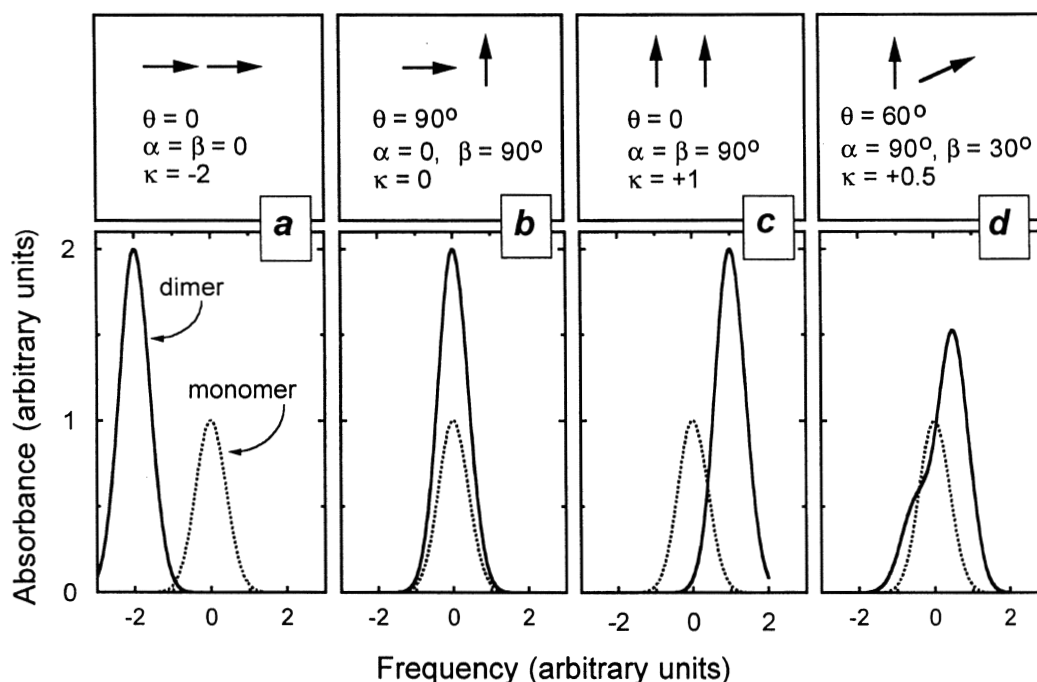 θ = 0
α = β = 0
κ = -2
a
θ = 90°
α = 0, β = 90°
κ = 0
b
θ = 0
α = β = 90°
κ = +1
c
θ = 60°
α = 90°, β = 30°
κ = +0.5
d
Absorbance (arbitrary units)
2
1
0
dimer
monomer
-2 0 2
-2 0 2
-2 0 2
-2 0 2
Frequency (arbitrary units)